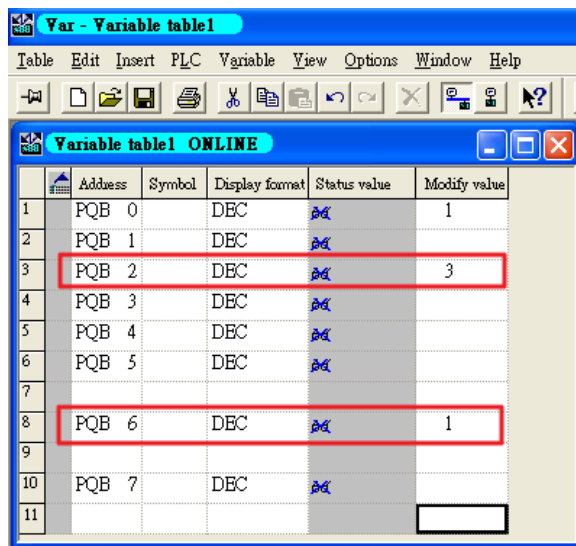 Var - Variable table1
Table Edit Insert PLC Variable View Options Window Help
Variable table1 ONLINE
Address Symbol Display format Status value Modify value
1 PQB 0 DEC 1
2 PQB 1 DEC
3 PQB 2 DEC 3
4 PQB 3 DEC
5 PQB 4 DEC
6 PQB 5 DEC
7
8 PQB 6 DEC 1
9
10 PQB 7 DEC
11